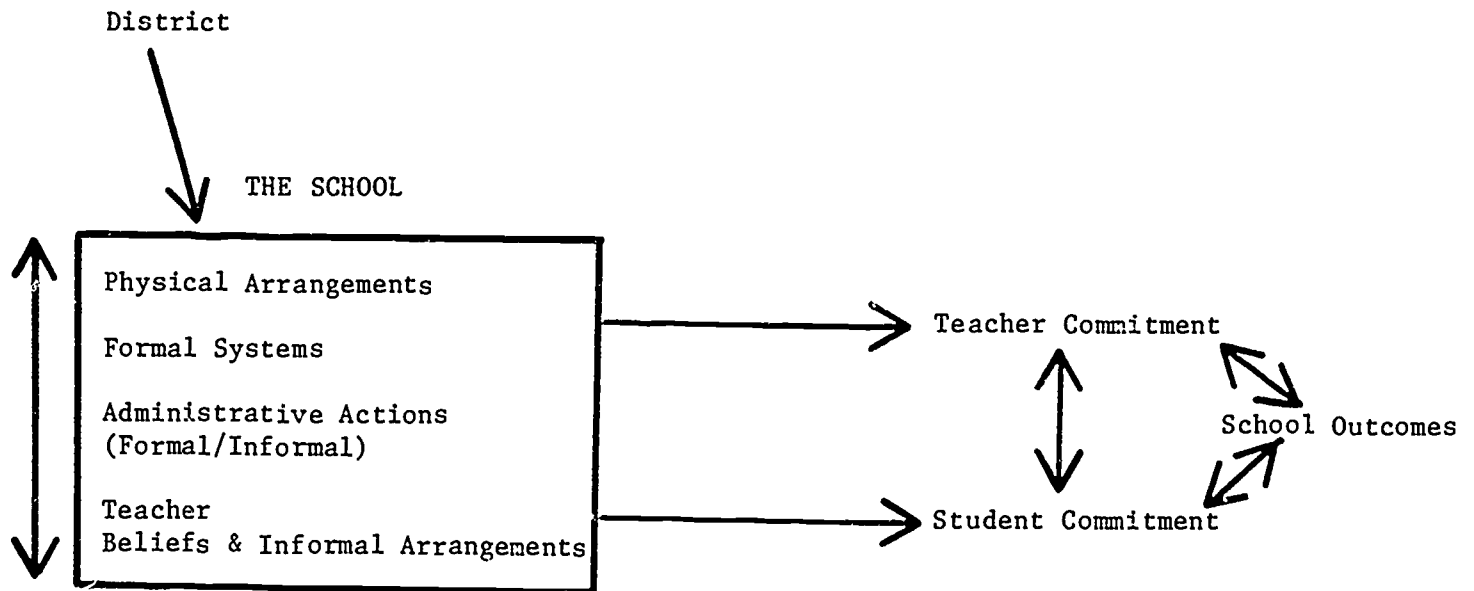 District
THE SCHOOL
Physical Arrangements
Formal Systems
Administrative Actions
(Formal/Informal)
Teacher
Beliefs & Informal Arrangements
Teacher Commitment
School Outcomes
Student Commitment